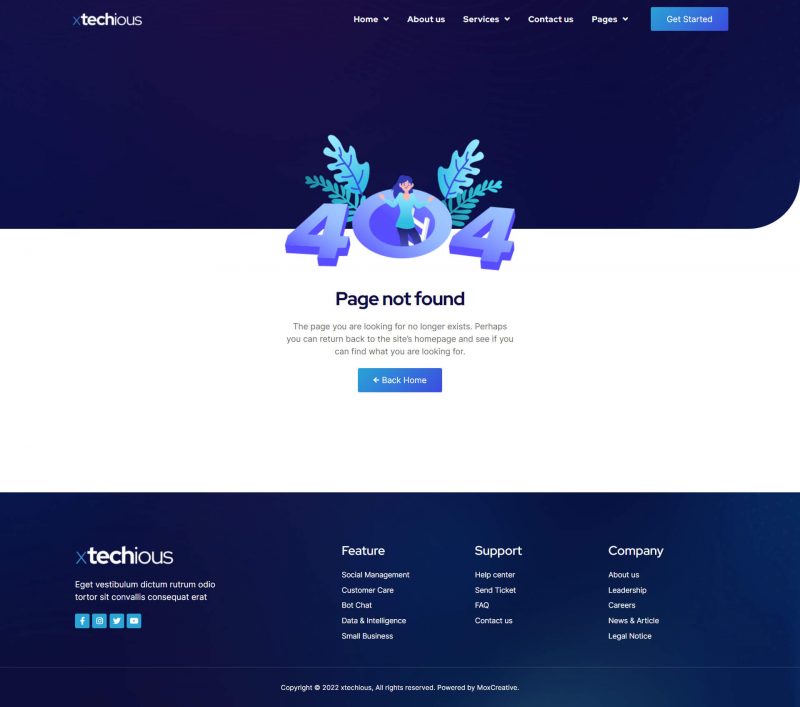 xtechious
Home About us Services Contact us Pages Get Started
404
Page not found
The page you are looking for no longer exists. Perhaps
you can return back to the site's homepage and see if you
can find what you are looking for.
Back Home
xtechious
Eget vestibulum dictum rutrum odio
tortor sit convallis consequat erat
Feature
Social Management
Customer Care
Bot Chat
Data & Intelligence
Small Business
Support
Help center
Send Ticket
FAQ
Contact us
Company
About us
Leadership
Careers
News & Article
Legal Notice
Copyright © 2022 xtechious, All rights reserved. Powered by MoxCreative.